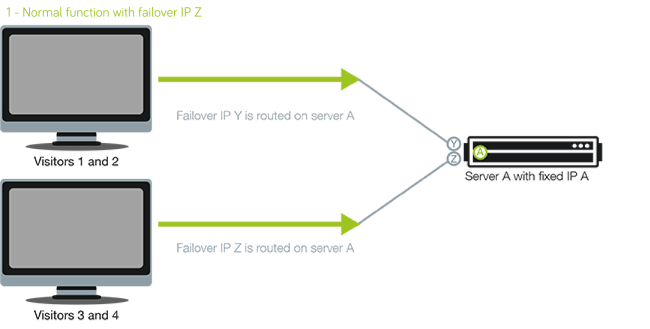 1 - Normal function with failover IP Z
Failover IP Y is routed on server A
Visitors 1 and 2
Y
Z
A
Server A with fixed IP A
Failover IP Z is routed on server A
Visitors 3 and 4